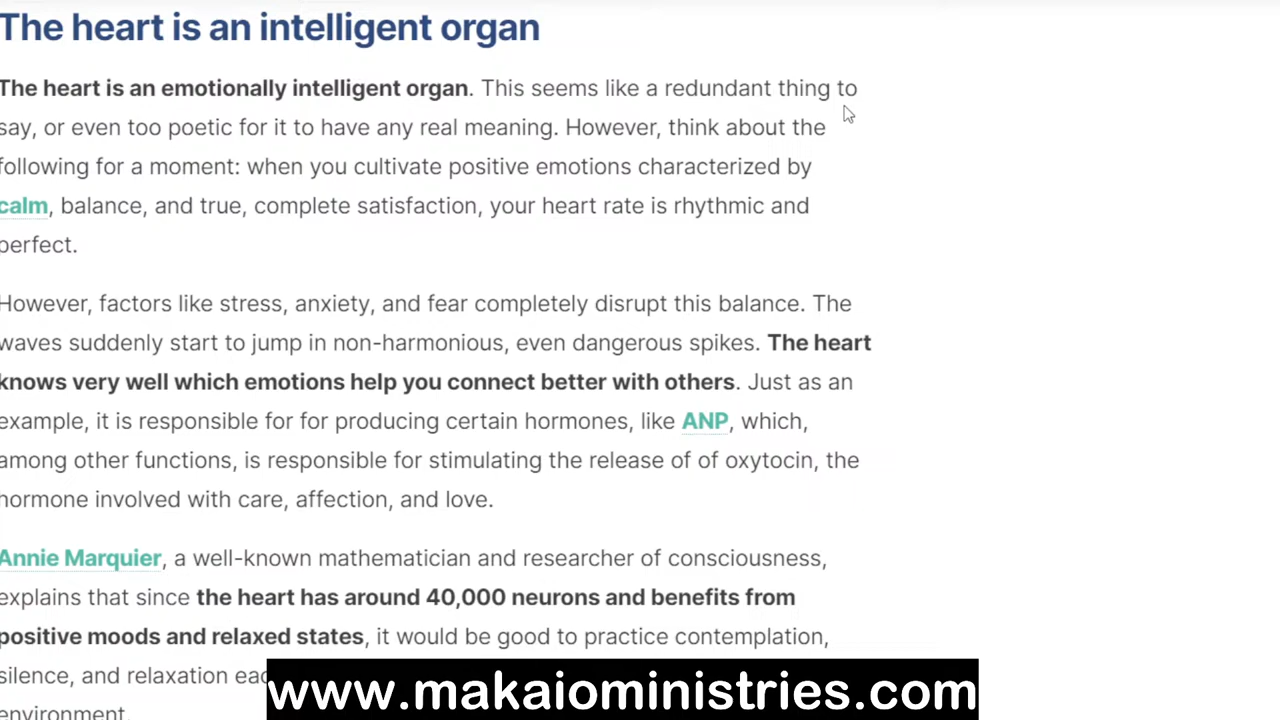 The heart is an intelligent organ
The heart is an emotionally intelligent organ. This seems like a redundant thing to
say, or even too poetic for it to have any real meaning. However, think about the
following for a moment: when you cultivate positive emotions characterized by
calm, balance, and true, complete satisfaction, your heart rate is rhythmic and
perfect.
However, factors like stress, anxiety, and fear completely disrupt this balance. The
waves suddenly start to jump in non-harmonious, even dangerous spikes. The heart
knows very well which emotions help you connect better with others. Just as an
example, it is responsible for for producing certain hormones, like ANP, which,
among other functions, is responsible for stimulating the release of of oxytocin, the
hormone involved with care, affection, and love.
Annie Marquier, a well-known mathematician and researcher of consciousness,
explains that since the heart has around 40,000 neurons and benefits from
positive moods and relaxed states, it would be good to practice contemplation,
silence, and relaxation
www.makaioministries.com
environment.